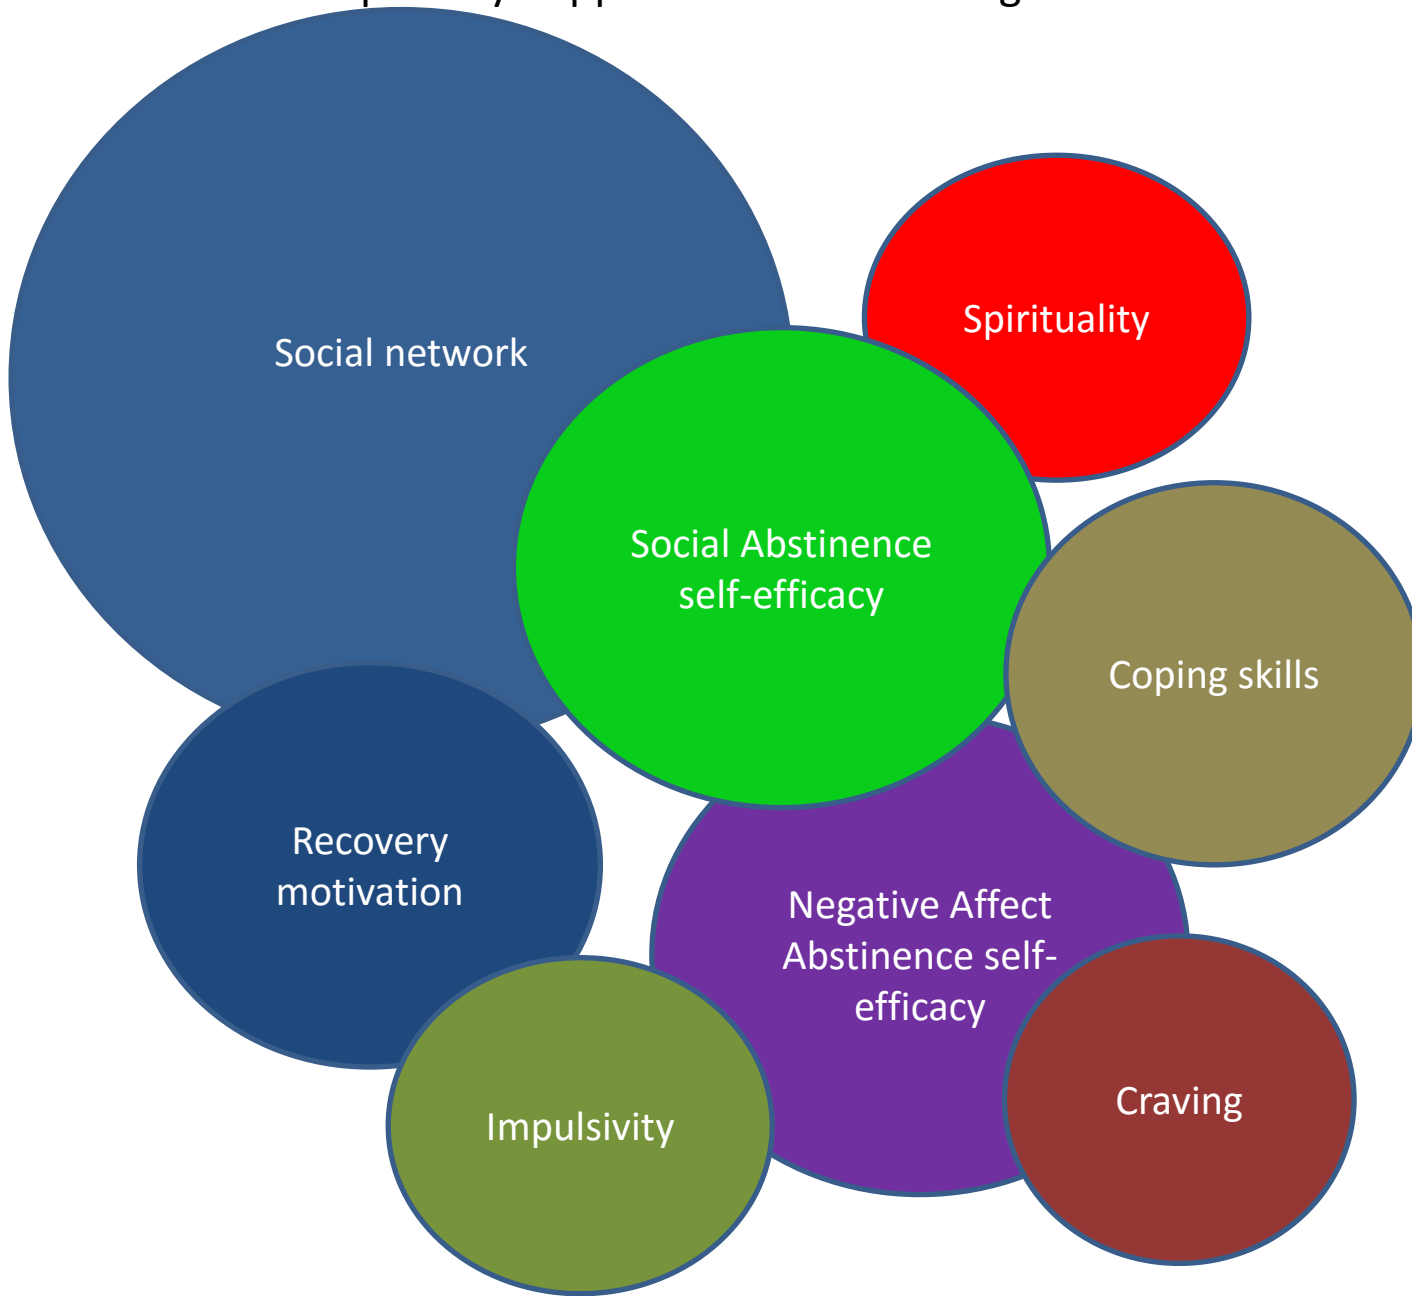 Social network
Spirituality
Social Abstinence
self-efficacy
Coping skills
Recovery
motivation
Negative Affect
Abstinence self-
efficacy
Impulsivity
Craving